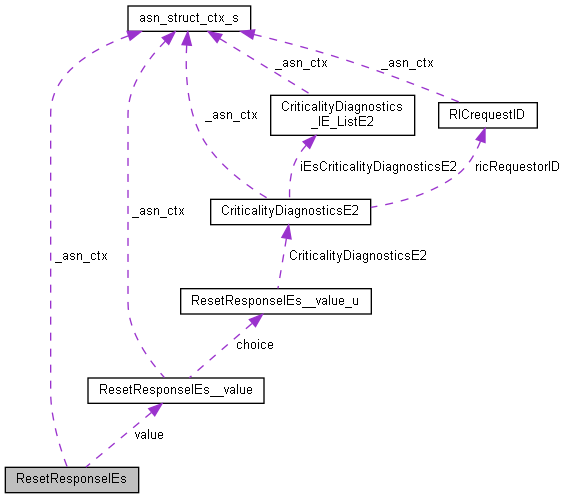 asn_struct_ctx_s
_asn_ctx
_asn_ctx
CriticalityDiagnostics
_IE_ListE2
RICrequestID
_asn_ctx
iEsCriticalityDiagnosticsE2
ricRequestorID
CriticalityDiagnosticsE2
_asn_ctx
_asn_ctx
CriticalityDiagnosticsE2
ResetResponseIEs__value_u
choice
ResetResponseIEs__value
value
ResetResponseIEs